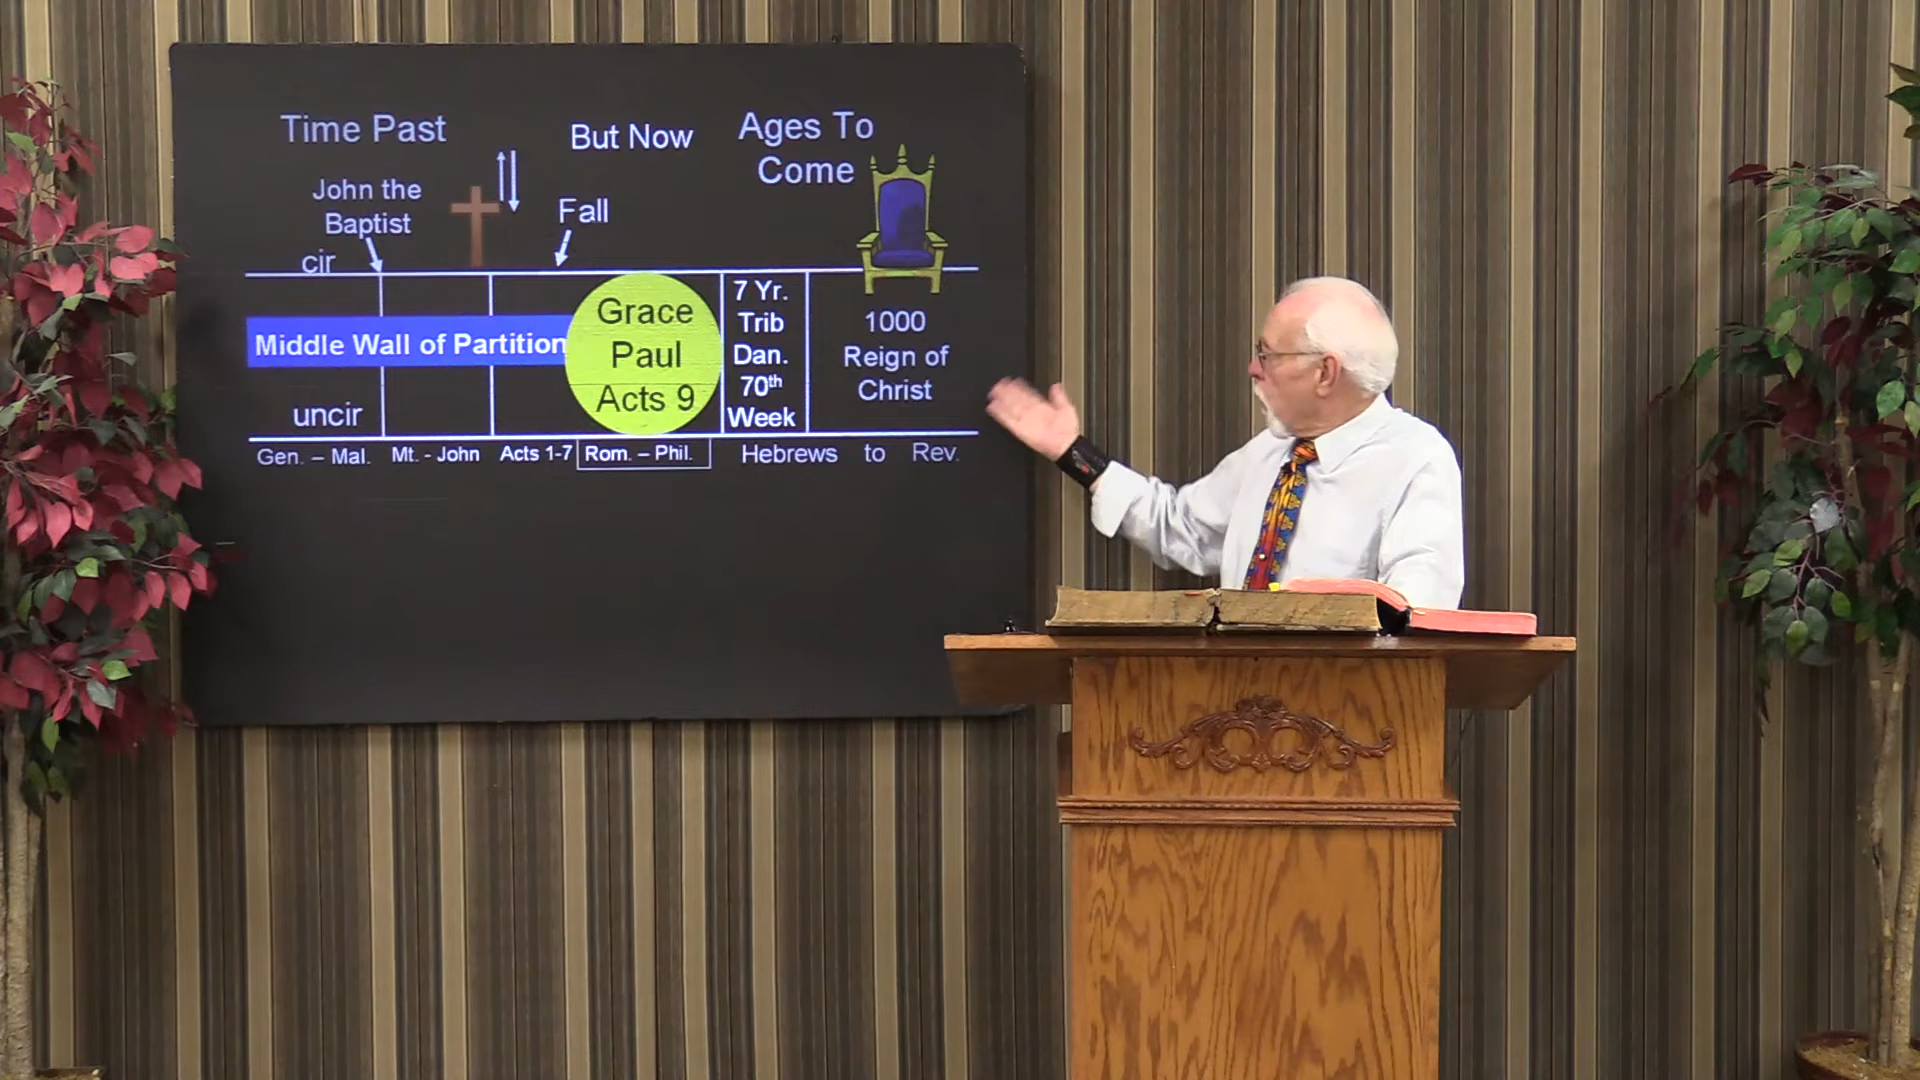 Time Past
But Now
Ages To
Come
John the
Baptist
Fall
cir
Middle Wall of Partition
uncir
Grace
Paul
Acts 9
7 Yr.
Trib
Dan.
70th
Week
1000
Reign of
Christ
Gen. – Mal.
Mt. - John
Acts 1-7
Rom. – Phil.
Hebrews to Rev.